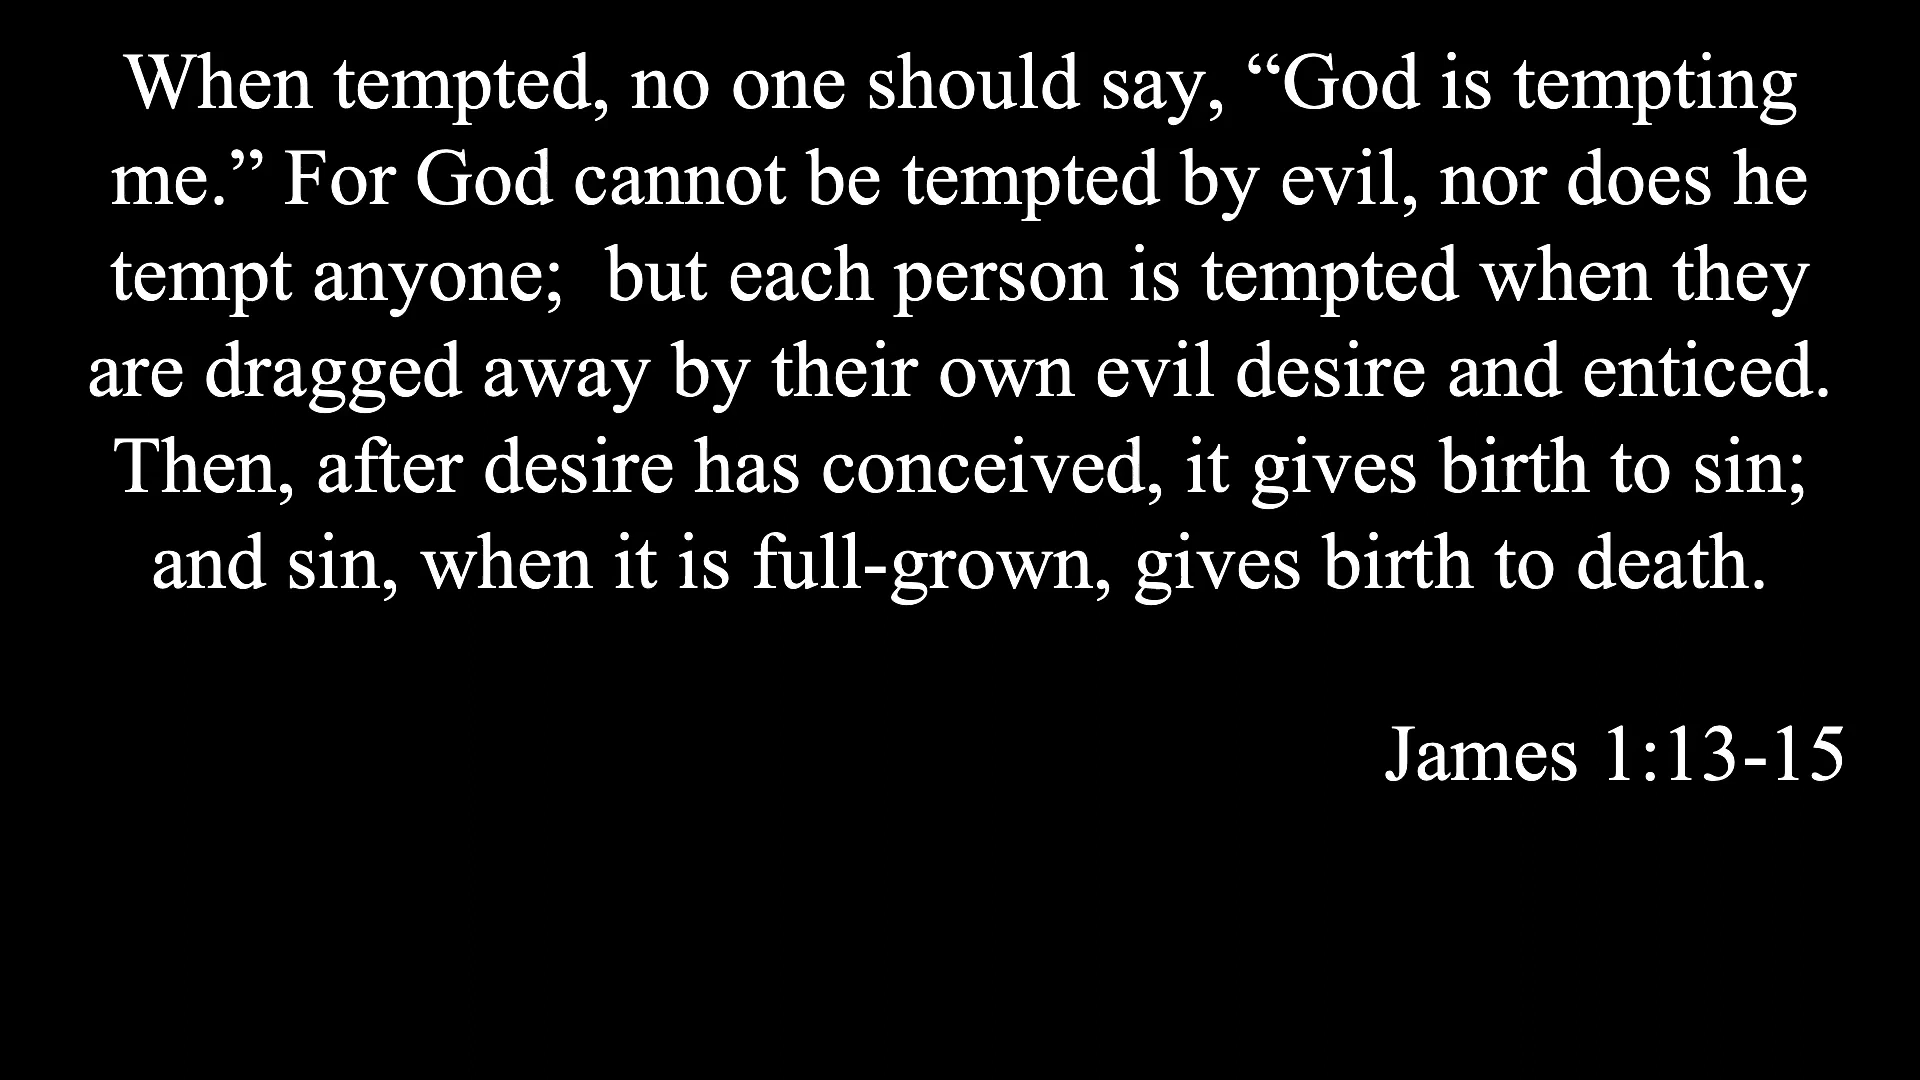 When tempted, no one should say, “God is tempting
me.” For God cannot be tempted by evil, nor does he
tempt anyone;  but each person is tempted when they
are dragged away by their own evil desire and enticed.
Then, after desire has conceived, it gives birth to sin;
and sin, when it is full-grown, gives birth to death.
James 1:13-15